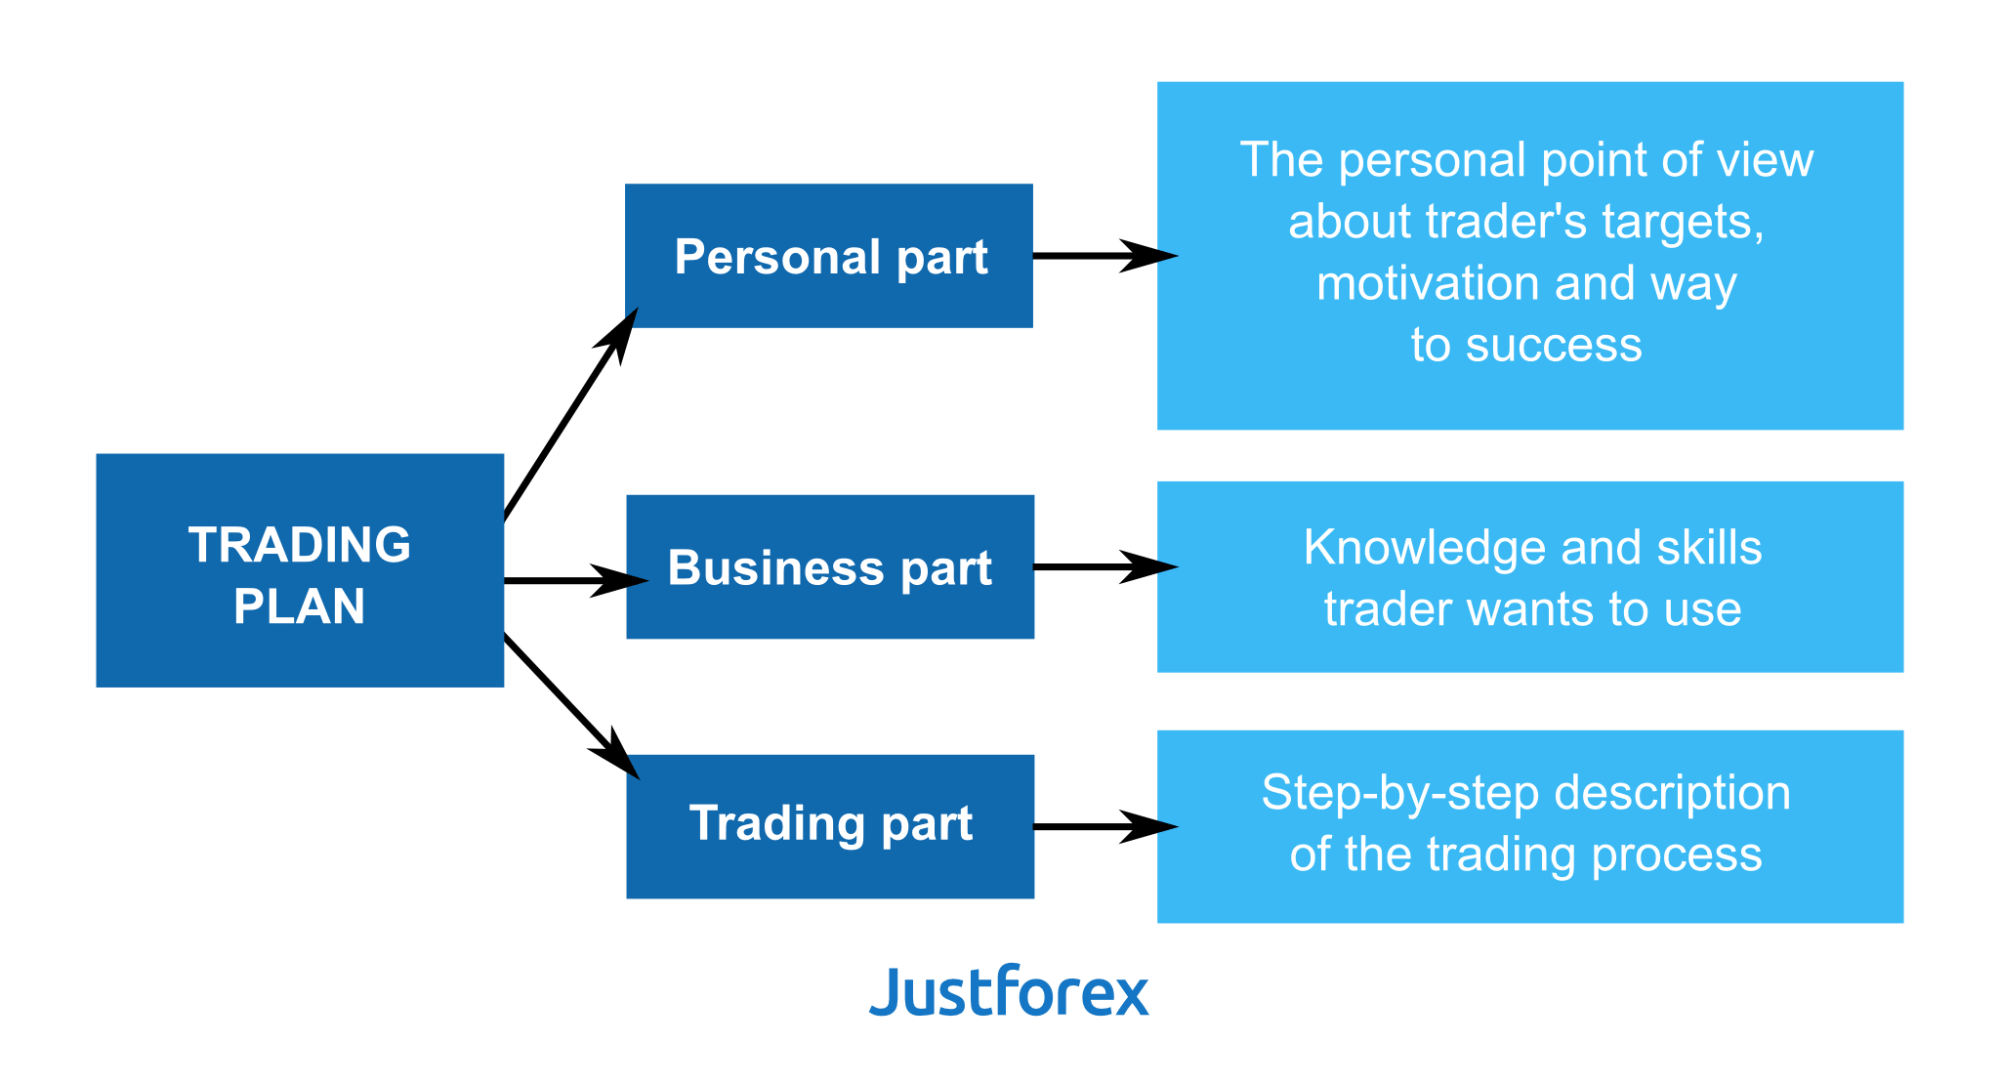 TRADING
PLAN
Personal part
The personal point of view
about trader's targets,
motivation and way
to success
Business part
Knowledge and skills
trader wants to use
Trading part
Step-by-step description
of the trading process
Justforex